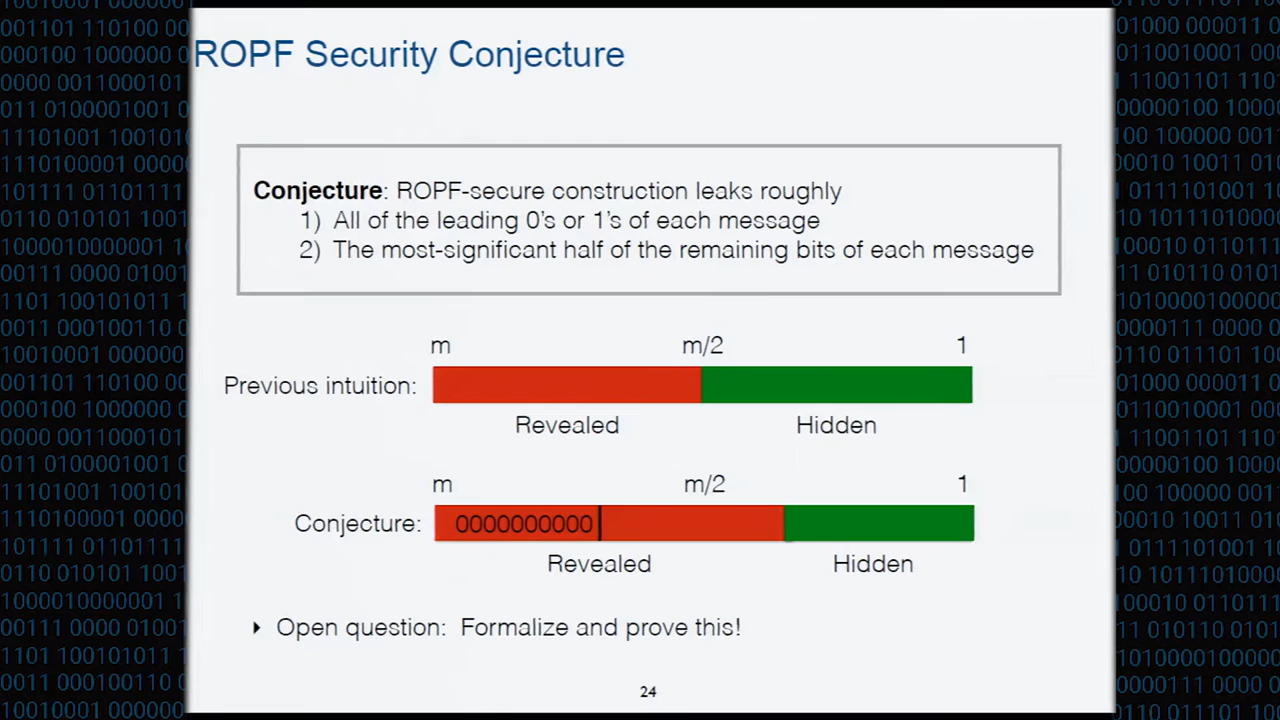 ROPF Security Conjecture
Conjecture: ROPF-secure construction leaks roughly
1) All of the leading 0's or 1's of each message
2) The most-significant half of the remaining bits of each message
m m/2 1
Previous intuition:
Revealed Hidden
m m/2 1
Conjecture: 0000000000
Revealed Hidden
‣ Open question: Formalize and prove this!
24